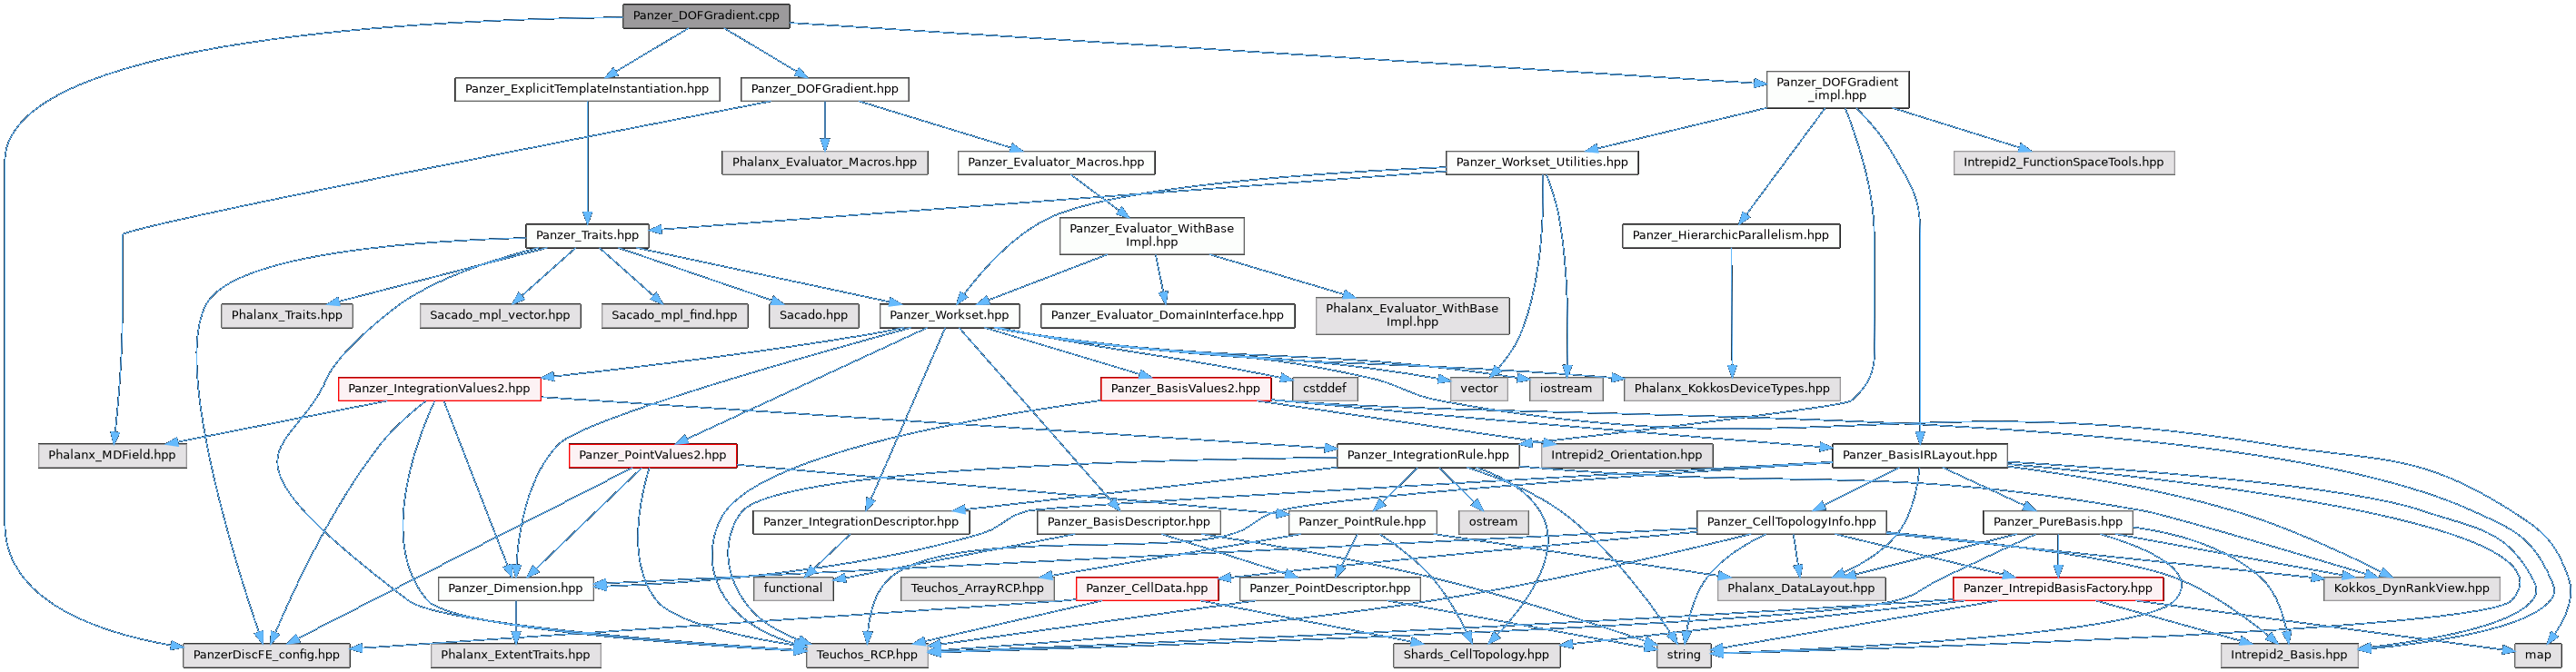 Panzer_DOFGradient.cpp
Panzer_ExplicitTemplateInstantiation.hpp
Panzer_DOFGradient.hpp
Panzer_DOFGradient
_impl.hpp
Phalanx_Evaluator_Macros.hpp
Panzer_Evaluator_Macros.hpp
Panzer_Workset_Utilities.hpp
Intrepid2_FunctionSpaceTools.hpp
Panzer_Traits.hpp
Panzer_Evaluator_WithBase
Impl.hpp
Panzer_HierarchicParallelism.hpp
Phalanx_Traits.hpp
Sacado_mpl_vector.hpp
Sacado_mpl_find.hpp
Sacado.hpp
Panzer_Workset.hpp
Panzer_Evaluator_DomainInterface.hpp
Phalanx_Evaluator_WithBase
Impl.hpp
Panzer_IntegrationValues2.hpp
Panzer_BasisValues2.hpp
cstddef
vector
iostream
Phalanx_KokkosDeviceTypes.hpp
Phalanx_MDField.hpp
Panzer_PointValues2.hpp
Panzer_IntegrationRule.hpp
Intrepid2_Orientation.hpp
Panzer_BasisIRLayout.hpp
Panzer_IntegrationDescriptor.hpp
Panzer_BasisDescriptor.hpp
Panzer_PointRule.hpp
ostream
Panzer_CellTopologyInfo.hpp
Panzer_PureBasis.hpp
Panzer_Dimension.hpp
functional
Teuchos_ArrayRCP.hpp
Panzer_CellData.hpp
Panzer_PointDescriptor.hpp
Phalanx_DataLayout.hpp
Panzer_IntrepidBasisFactory.hpp
Kokkos_DynRankView.hpp
PanzerDiscFE_config.hpp
Phalanx_ExtentTraits.hpp
Teuchos_RCP.hpp
Shards_CellTopology.hpp
string
Intrepid2_Basis.hpp
map